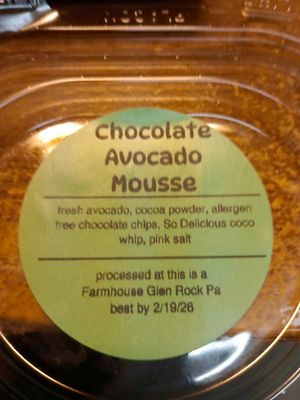 Chocolate
Avocado
Mousse
fresh avocado, cocoa powder, allergen
free chocolate chips, So Delicious coco
whip, pink salt
processed at this is a
Farmhouse Glen Rock Pa
best by 2/19/26